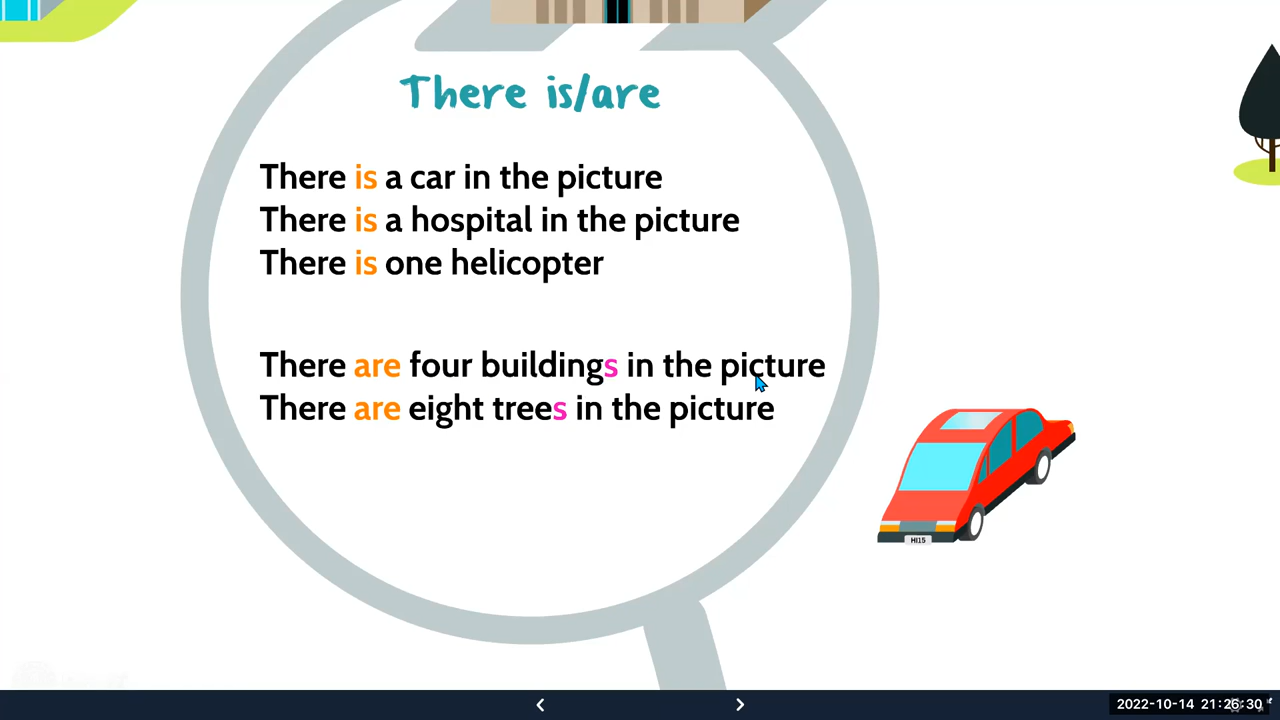 There is/are
There is a car in the picture
There is a hospital in the picture
There is one helicopter
There are four buildings in the picture
There are eight trees in the picture
HI15
2022-10-14 21:26:30